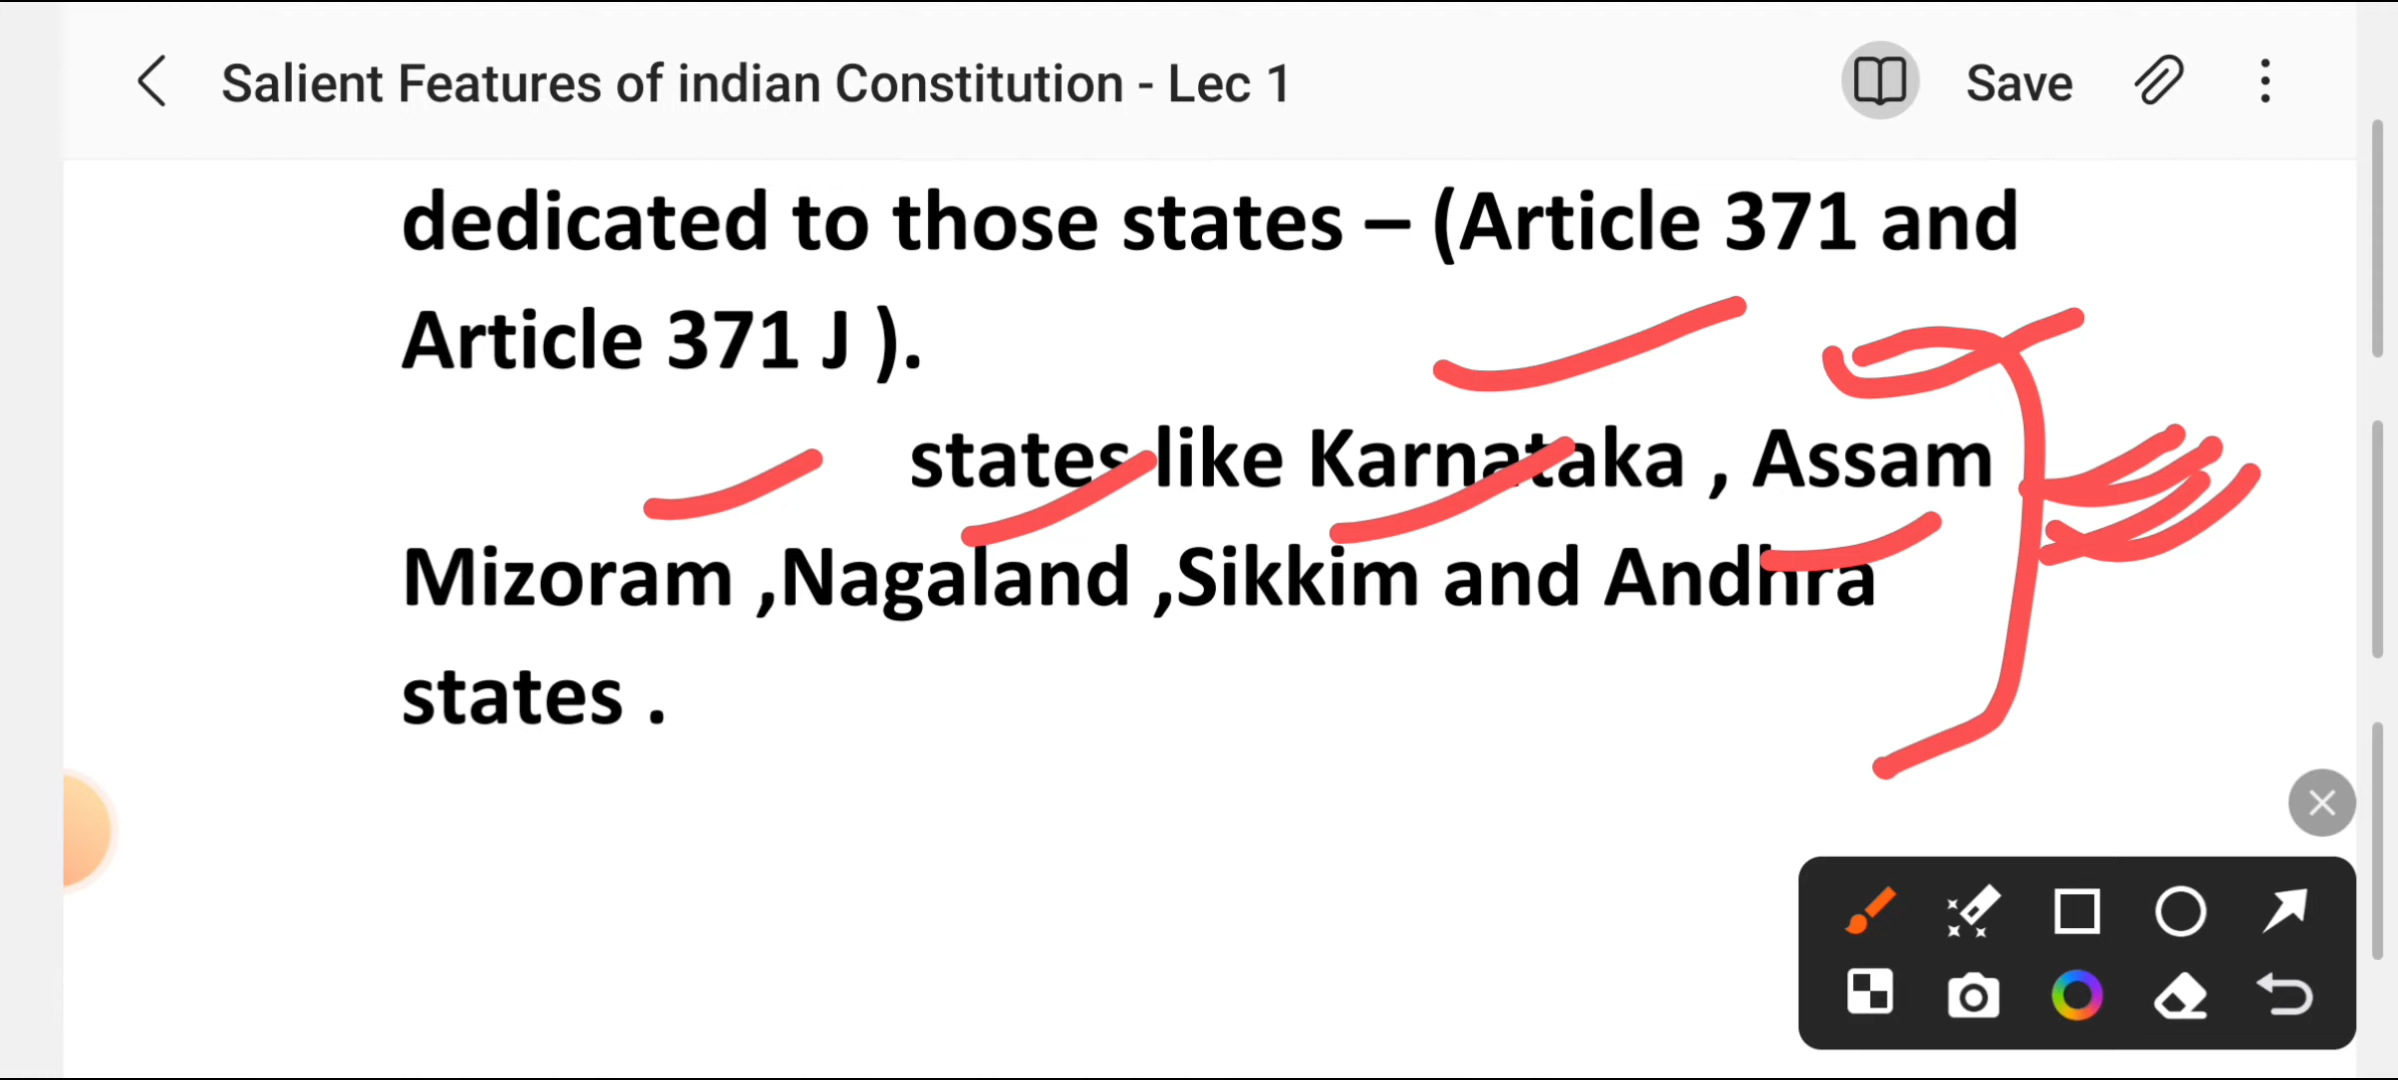 Salient Features of indian Constitution - Lec 1 Save
dedicated to those states – (Article 371 and
Article 371 J ).
states like Karnataka , Assam
Mizoram ,Nagaland ,Sikkim and Andhra
states .